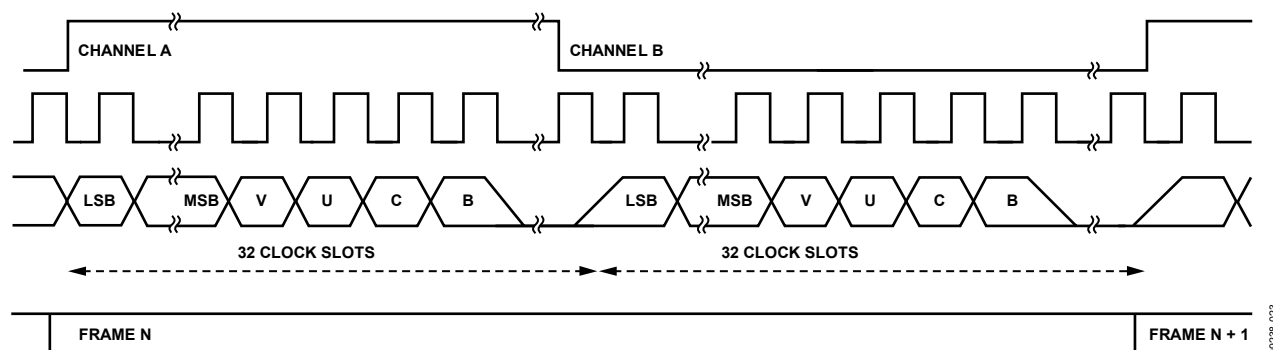 CHANNEL A CHANNEL B
LSB MSB V U C B LSB MSB V U C B
32 CLOCK SLOTS 32 CLOCK SLOTS
FRAME N FRAME N + 1